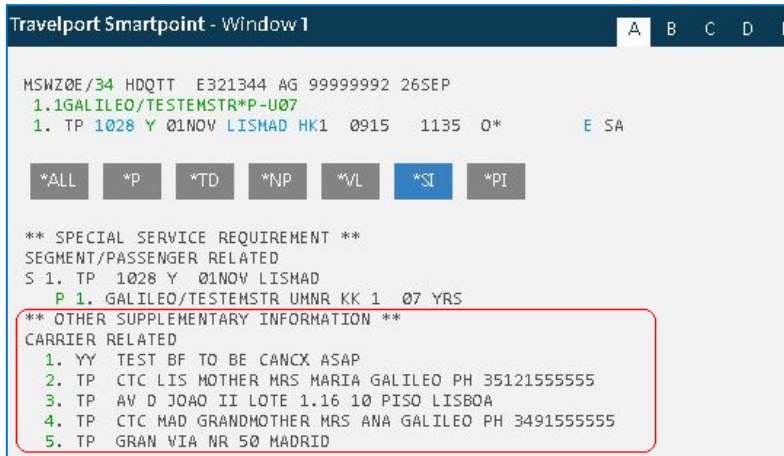 Travelport Smartpoint - Window 1 A B C D
MSWZ0E/34 HDQTT E321344 AG 99999992 26SEP
1.1GALILEO/TESTEMSTR*P-U07
1. TP 1028 Y 01NOV LISMAD HK1 0915 1135 O* E SA
*ALL *P *TD *NP *VL *SI *PI
** SPECIAL SERVICE REQUIREMENT **
SEGMENT/PASSENGER RELATED
S 1. TP 1028 Y 01NOV LISMAD
P 1. GALILEO/TESTEMSTR UMNR KK 1 07 YRS
** OTHER SUPPLEMENTARY INFORMATION **
CARRIER RELATED
1. YY TEST BF TO BE CANCX ASAP
2. TP CTC LIS MOTHER MRS MARIA GALILEO PH 35121555555
3. TP AV D JOAO II LOTE 1.16 10 PISO LISBOA
4. TP CTC MAD GRANDMOTHER MRS ANA GALILEO PH 3491555555
5. TP GRAN VIA NR 50 MADRID